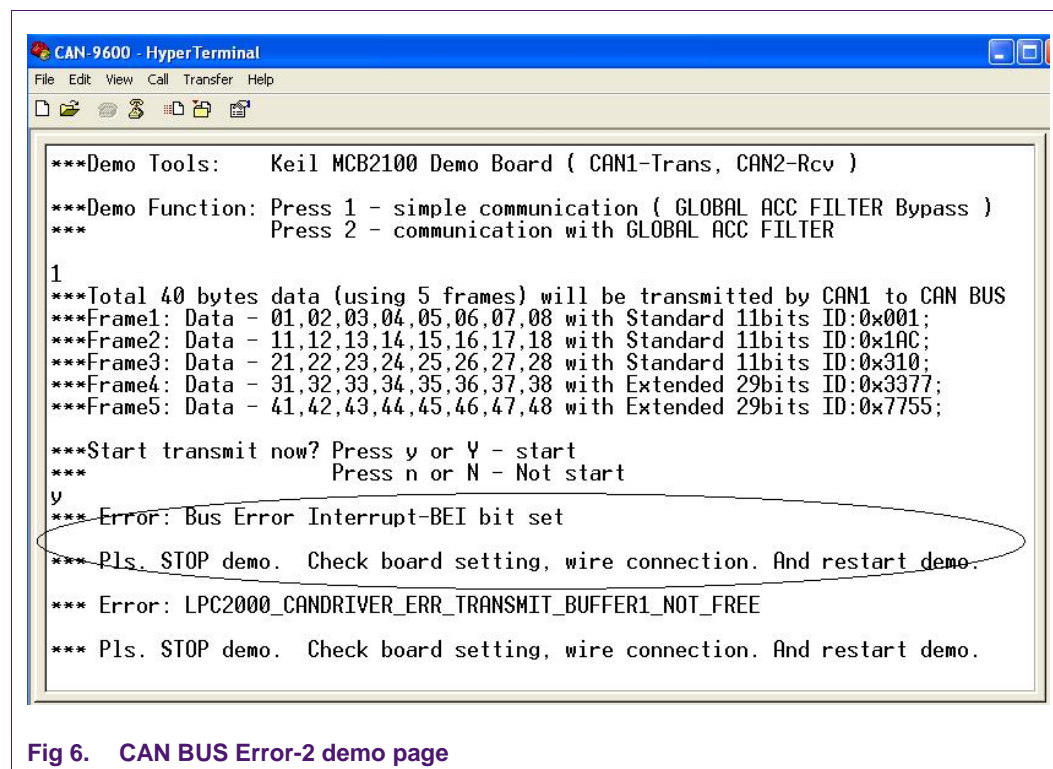 CAN-9600 - HyperTerminal
File Edit View Call Transfer Help
***Demo Tools: Keil MCB2100 Demo Board ( CAN1-Trans, CAN2-Rcv )
***Demo Function: Press 1 - simple communication ( GLOBAL ACC FILTER Bypass )
*** Press 2 - communication with GLOBAL ACC FILTER
1
***Total 40 bytes data (using 5 frames) will be transmitted by CAN1 to CAN BUS
***Frame1: Data - 01,02,03,04,05,06,07,08 with Standard 11bits ID:0x001;
***Frame2: Data - 11,12,13,14,15,16,17,18 with Standard 11bits ID:0x1AC;
***Frame3: Data - 21,22,23,24,25,26,27,28 with Standard 11bits ID:0x310;
***Frame4: Data - 31,32,33,34,35,36,37,38 with Extended 29bits ID:0x3377;
***Frame5: Data - 41,42,43,44,45,46,47,48 with Extended 29bits ID:0x7755;
***Start transmit now? Press y or Y - start
*** Press n or N - Not start
y
*** Error: Bus Error Interrupt-BEI bit set
*** Pls. STOP demo. Check board setting, wire connection. And restart demo.
*** Error: LPC2000_CANDRIVER_ERR_TRANSMIT_BUFFER1_NOT_FREE
*** Pls. STOP demo. Check board setting, wire connection. And restart demo.
Fig 6. CAN BUS Error-2 demo page